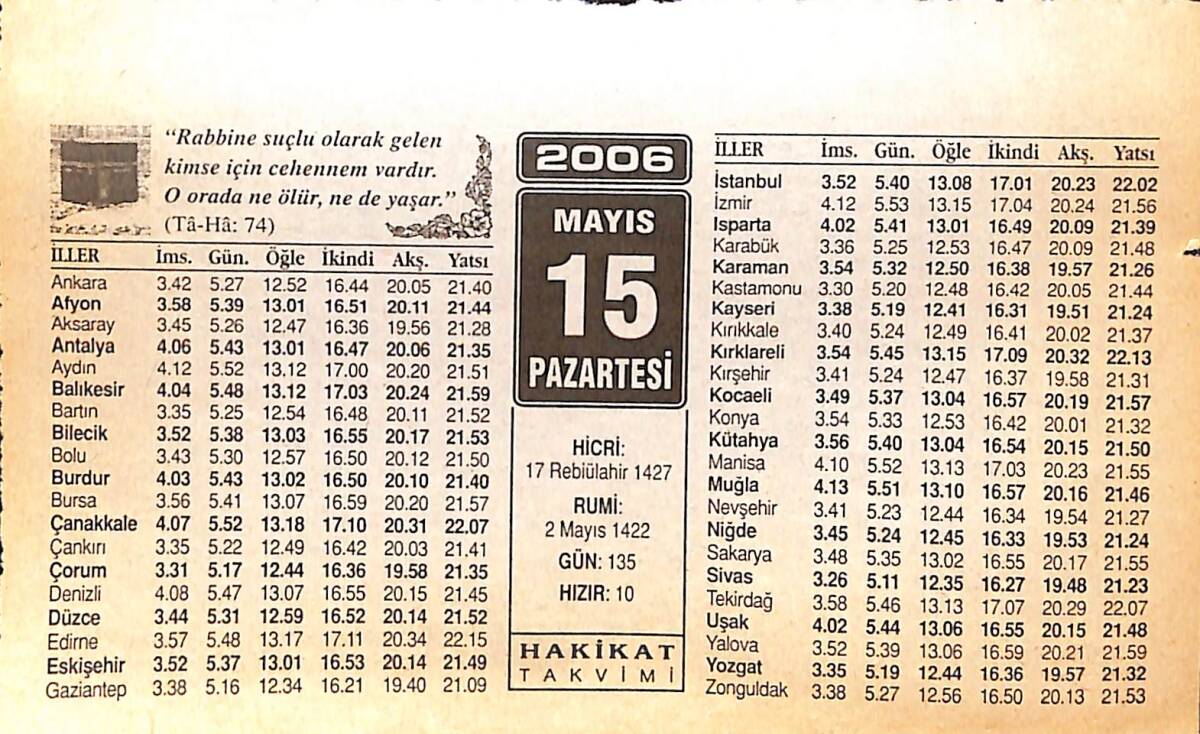 “Rabbine suçlu olarak gelen
kimse için cehennem vardır.
O orada ne ölür, ne de yaşar.”
(Tâ-Hâ: 74)
İLLER İms. Gün. Öğle İkindi Akş. Yatsı
Ankara 3.42 5.27 12.52 16.44 20.05 21.40
Afyon 3.58 5.39 13.01 16.51 20.11 21.44
Aksaray 3.45 5.26 12.47 16.36 19.56 21.28
Antalya 4.06 5.43 13.01 16.47 20.06 21.35
Aydın 4.12 5.52 13.12 17.00 20.20 21.51
Balıkesir 4.04 5.48 13.12 17.03 20.24 21.59
Bartın 3.35 5.25 12.54 16.48 20.11 21.52
Bilecik 3.52 5.38 13.03 16.55 20.17 21.53
Bolu 3.43 5.30 12.57 16.50 20.12 21.50
Burdur 4.03 5.43 13.02 16.50 20.10 21.40
Bursa 3.56 5.41 13.07 16.59 20.20 21.57
Çanakkale 4.07 5.52 13.18 17.10 20.31 22.07
Çankırı 3.35 5.22 12.49 16.42 20.03 21.41
Çorum 3.31 5.17 12.44 16.36 19.58 21.35
Denizli 4.08 5.47 13.07 16.55 20.15 21.45
Düzce 3.44 5.31 12.59 16.52 20.14 21.52
Edirne 3.57 5.48 13.17 17.11 20.34 22.15
Eskişehir 3.52 5.37 13.01 16.53 20.14 21.49
Gaziantep 3.38 5.16 12.34 16.21 19.40 21.09
2006
MAYIS
15
PAZARTESİ
HİCRİ:
17 Rebiülahir 1427
RUMİ:
2 Mayıs 1422
GÜN: 135
HIZIR: 10
HAKİKAT
TAKVİMİ
İLLER İms. Gün. Öğle İkindi Akş. Yatsı
İstanbul 3.52 5.40 13.08 17.01 20.23 22.02
İzmir 4.12 5.53 13.15 17.04 20.24 21.56
Isparta 4.02 5.41 13.01 16.49 20.09 21.39
Karabük 3.36 5.25 12.53 16.47 20.09 21.48
Karaman 3.54 5.32 12.50 16.38 19.57 21.26
Kastamonu 3.30 5.20 12.48 16.42 20.05 21.44
Kayseri 3.38 5.19 12.41 16.31 19.51 21.24
Kırıkkale 3.40 5.24 12.49 16.41 20.02 21.37
Kırklareli 3.54 5.45 13.15 17.09 20.32 22.13
Kırşehir 3.41 5.24 12.47 16.37 19.58 21.31
Kocaeli 3.49 5.37 13.04 16.57 20.19 21.57
Konya 3.54 5.33 12.53 16.42 20.01 21.32
Kütahya 3.56 5.40 13.04 16.54 20.15 21.50
Manisa 4.10 5.52 13.13 17.03 20.23 21.55
Muğla 4.13 5.51 13.10 16.57 20.16 21.46
Nevşehir 3.41 5.23 12.44 16.34 19.54 21.27
Niğde 3.45 5.24 12.45 16.33 19.53 21.24
Sakarya 3.48 5.35 13.02 16.55 20.17 21.55
Sivas 3.26 5.11 12.35 16.27 19.48 21.23
Tekirdağ 3.58 5.46 13.13 17.07 20.29 22.07
Uşak 4.02 5.44 13.06 16.55 20.15 21.48
Yalova 3.52 5.39 13.06 16.59 20.21 21.59
Yozgat 3.35 5.19 12.44 16.36 19.57 21.32
Zonguldak 3.38 5.27 12.56 16.50 20.13 21.53